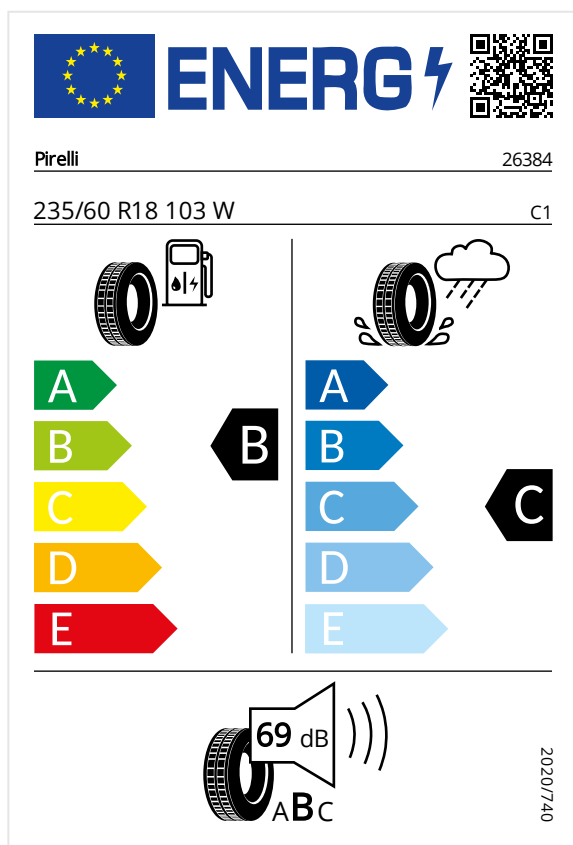 ENERG
Pirelli 26384
235/60 R18 103 W C1
A A
B B B
C C C
D D
E E
69 dB
ABC
2020/740